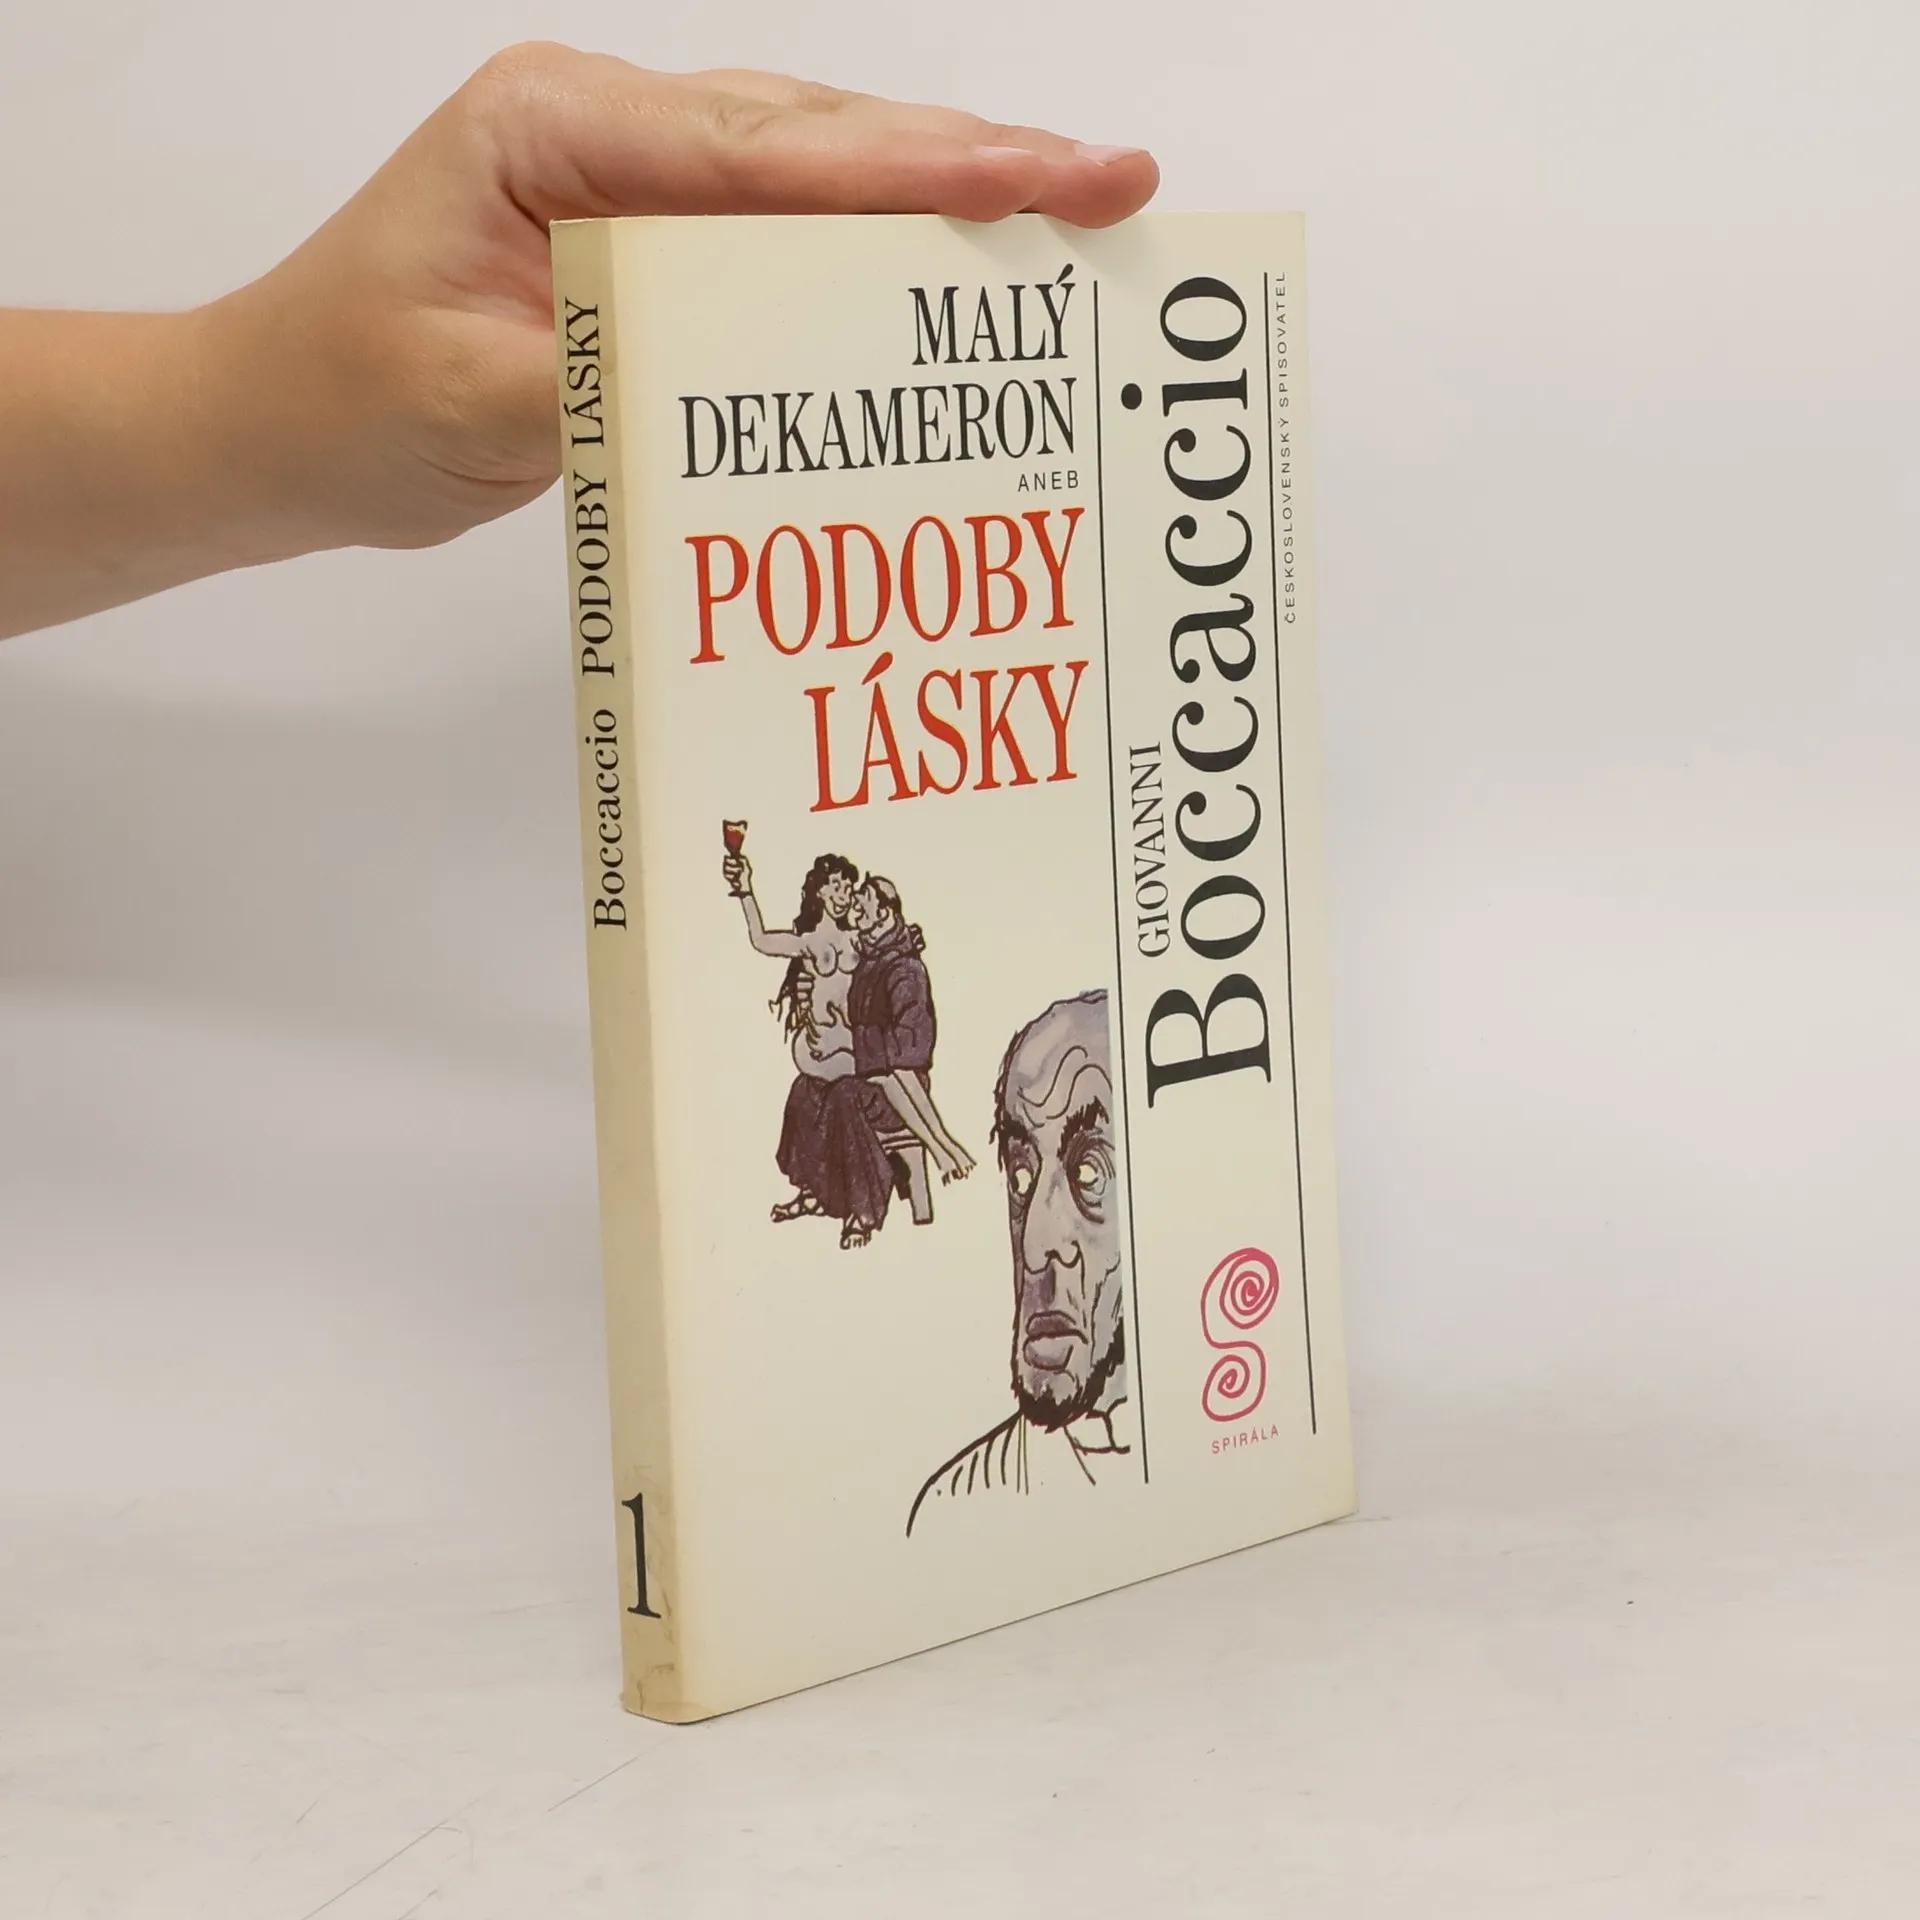 Boccaccio PODOBY LÁSKY
1
MALÝ
DEKAMERON
ANEB
PODOBY
LÁSKY
GIOVANNI
Boccaccio
ČESKOSLOVENSKÝ SPISOVATEL
SPIRÁLA